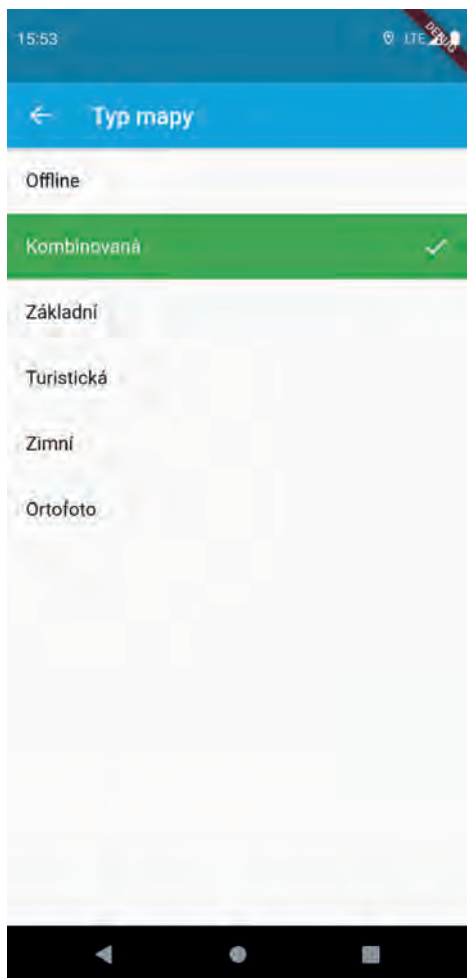 15:53 LTE DEBUG
Typ mapy
Offline
Kombinovaná
Základní
Turistická
Zimní
Ortofoto